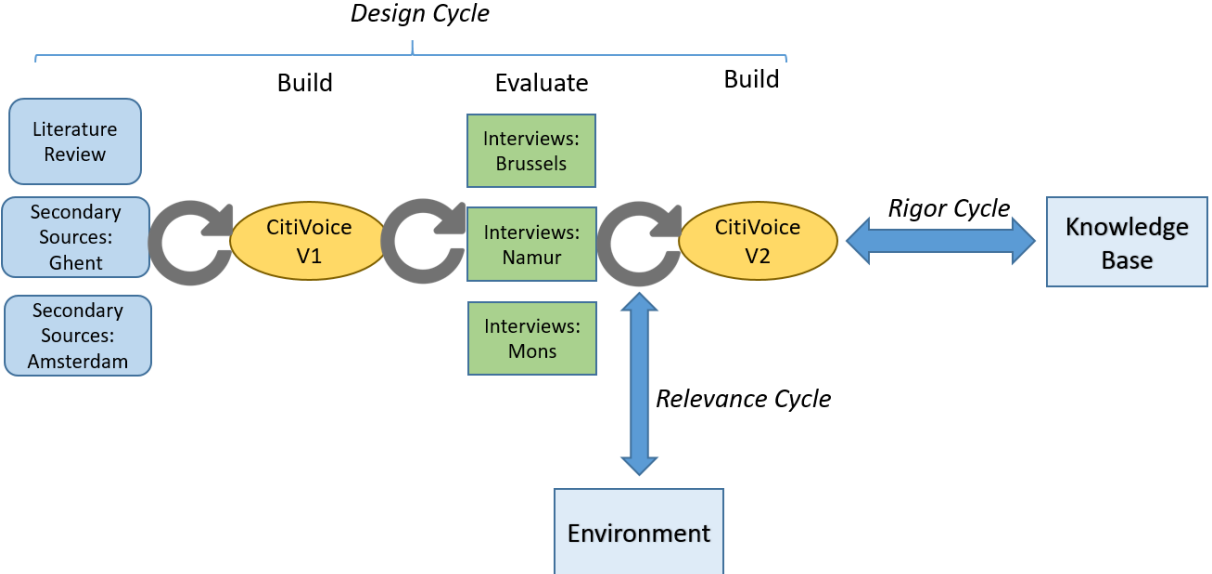 Design Cycle
Build
Evaluate
Build
Literature
Review
Secondary
Sources:
Ghent
Secondary
Sources:
Amsterdam
CitiVoice
V1
Interviews:
Brussels
Interviews:
Namur
Interviews:
Mons
CitiVoice
V2
Rigor Cycle
Knowledge
Base
Relevance Cycle
Environment